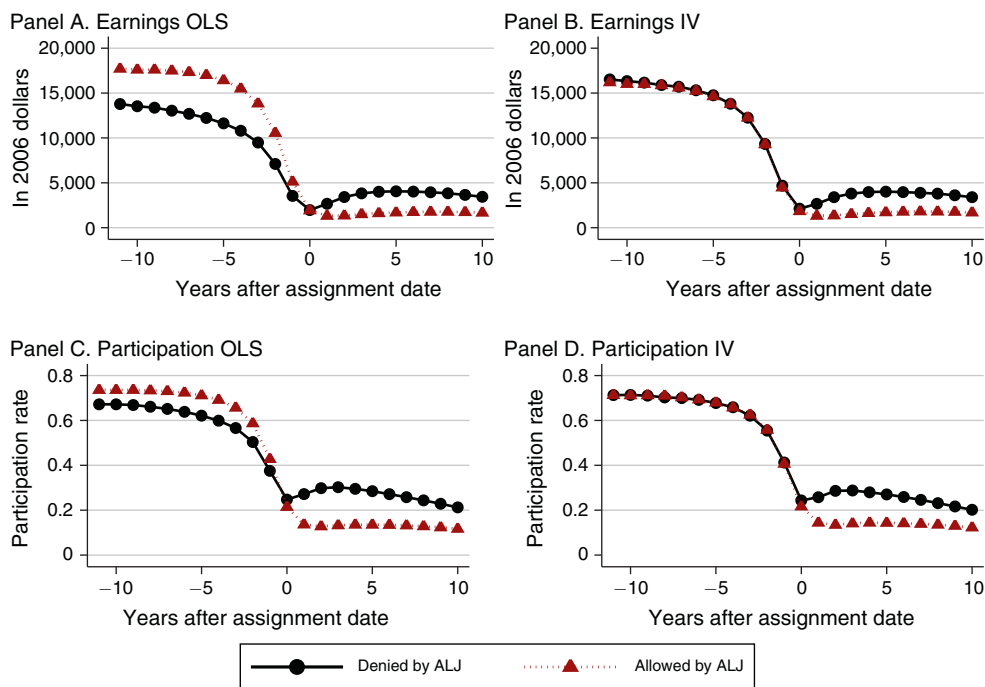 Panel A. Earnings OLS
In 2006 dollars
20,000
15,000
10,000
5,000
0
−10
−5
0
5
10
Years after assignment date
Panel B. Earnings IV
In 2006 dollars
20,000
15,000
10,000
5,000
0
−10
−5
0
5
10
Years after assignment date
Panel C. Participation OLS
Participation rate
0.8
0.6
0.4
0.2
0
−10
−5
0
5
10
Years after assignment date
Panel D. Participation IV
Participation rate
0.8
0.6
0.4
0.2
0
−10
−5
0
5
10
Years after assignment date
Denied by ALJ
Allowed by ALJ